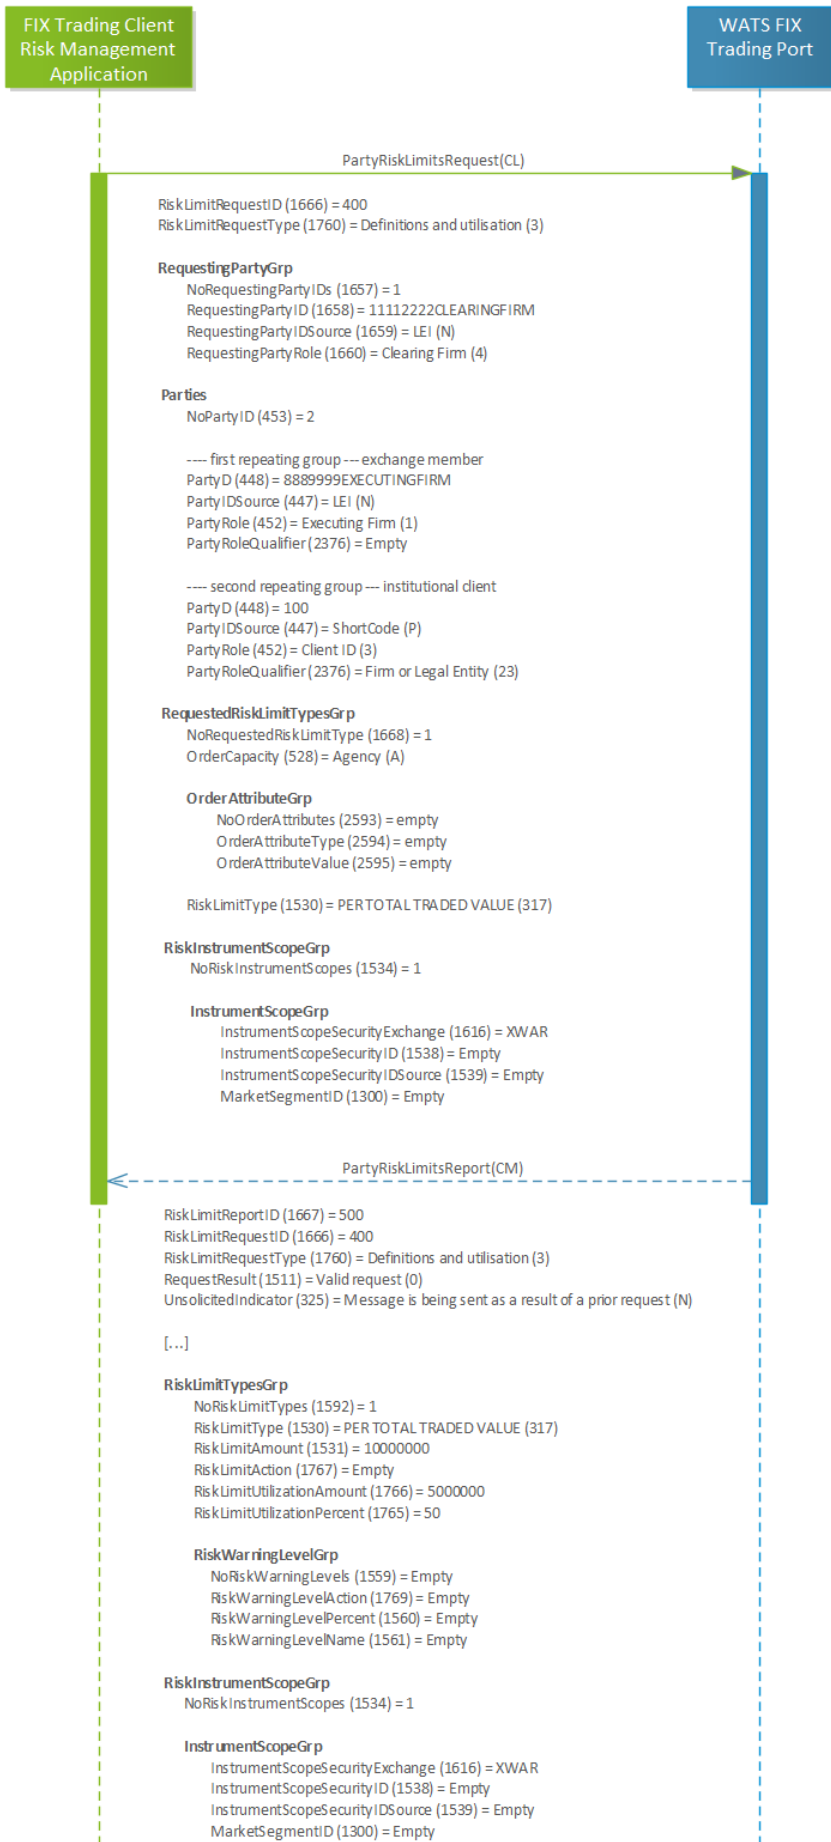 FIX Trading Client
Risk Management
Application
WATS FIX
Trading Port
PartyRiskLimitsRequest(CL)
RiskLimitRequestID (1666) = 400
RiskLimitRequestType (1760) = Definitions and utilisation (3)
RequestingPartyGrp
NoRequestingPartyIDs (1657) = 1
RequestingPartyID (1658) = 11112222CLEARINGFIRM
RequestingPartyIDSource (1659) = LEI (N)
RequestingPartyRole (1660) = Clearing Firm (4)
Parties
NoPartyID (453) = 2
---- first repeating group --- exchange member
PartyD (448) = 8889999EXECUTINGFIRM
PartyIDSource (447) = LEI (N)
PartyRole (452) = Executing Firm (1)
PartyRoleQualifier (2376) = Empty
---- second repeating group --- institutional client
PartyD (448) = 100
PartyIDSource (447) = ShortCode (P)
PartyRole (452) = Client ID (3)
PartyRoleQualifier (2376) = Firm or Legal Entity (23)
RequestedRiskLimitTypesGrp
NoRequestedRiskLimitType (1668) = 1
OrderCapacity (528) = Agency (A)
OrderAttributeGrp
NoOrderAttributes (2593) = empty
OrderAttributeType (2594) = empty
OrderAttributeValue (2595) = empty
RiskLimitType (1530) = PER TOTAL TRADED VALUE (317)
RiskInstrumentScopeGrp
NoRiskInstrumentScopes (1534) = 1
InstrumentScopeGrp
InstrumentScopeSecurityExchange (1616) = XWAR
InstrumentScopeSecurityID (1538) = Empty
InstrumentScopeSecurityIDSource (1539) = Empty
MarketSegmentID (1300) = Empty
PartyRiskLimitsReport(CM)
RiskLimitReportID (1667) = 500
RiskLimitRequestID (1666) = 400
RiskLimitRequestType (1760) = Definitions and utilisation (3)
RequestResult (1511) = Valid request (0)
UnsolicitedIndicator (325) = Message is being sent as a result of a prior request (N)
[...]
RiskLimitTypesGrp
NoRiskLimitTypes (1592) = 1
RiskLimitType (1530) = PER TOTAL TRADED VALUE (317)
RiskLimitAmount (1531) = 10000000
RiskLimitAction (1767) = Empty
RiskLimitUtilizationAmount (1766) = 5000000
RiskLimitUtilizationPercent (1765) = 50
RiskWarningLevelGrp
NoRiskWarningLevels (1559) = Empty
RiskWarningLevelAction (1769) = Empty
RiskWarningLevelPercent (1560) = Empty
RiskWarningLevelName (1561) = Empty
RiskInstrumentScopeGrp
NoRiskInstrumentScopes (1534) = 1
InstrumentScopeGrp
InstrumentScopeSecurityExchange (1616) = XWAR
InstrumentScopeSecurityID (1538) = Empty
InstrumentScopeSecurityIDSource (1539) = Empty
MarketSegmentID (1300) = Empty